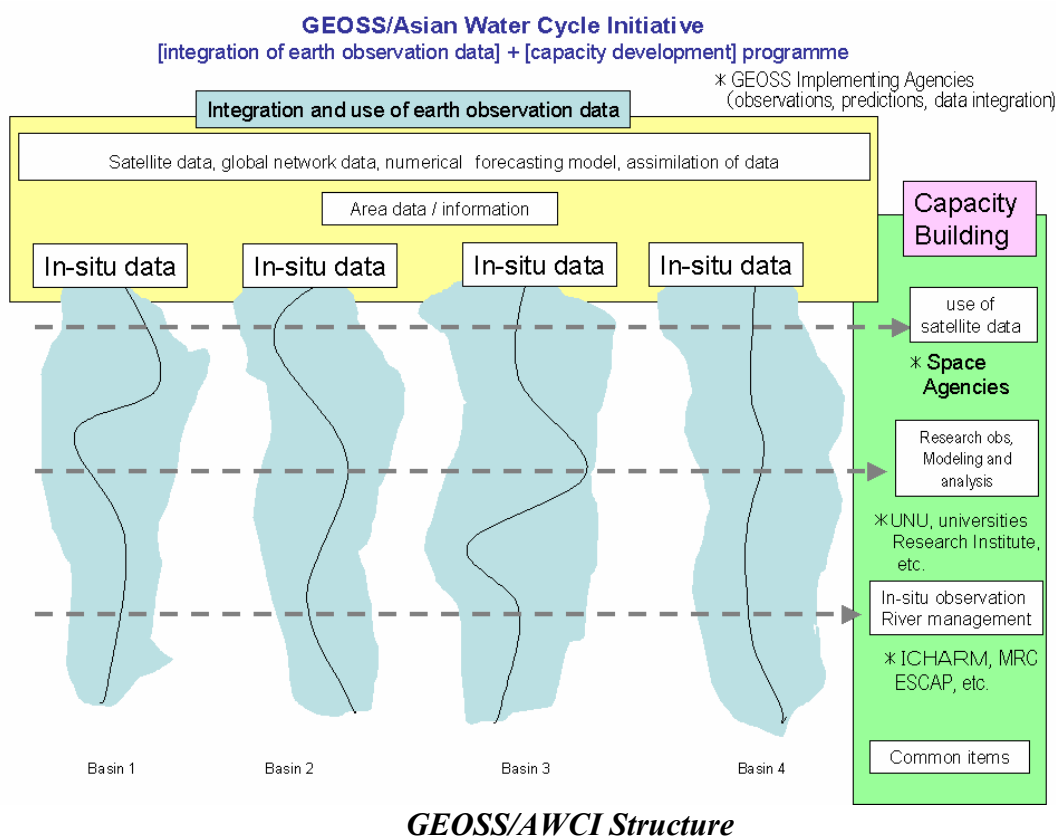 GEOSS/Asian Water Cycle Initiative
[integration of earth observation data] + [capacity development] programme
* GEOSS Implementing Agencies
(observations, predictions, data integration)
Integration and use of earth observation data
Satellite data, global network data, numerical forecasting model, assimilation of data
Area data / information
Capacity
Building
In-situ data
In-situ data
In-situ data
In-situ data
use of
satellite data
* Space
Agencies
Research obs,
Modeling and
analysis
* UNU, universities
Research Institute,
etc.
In-situ observation
River management
* ICHARM, MRC
ESCAP, etc.
Common items
Basin 1
Basin 2
Basin 3
Basin 4
GEOSS/AWCI Structure